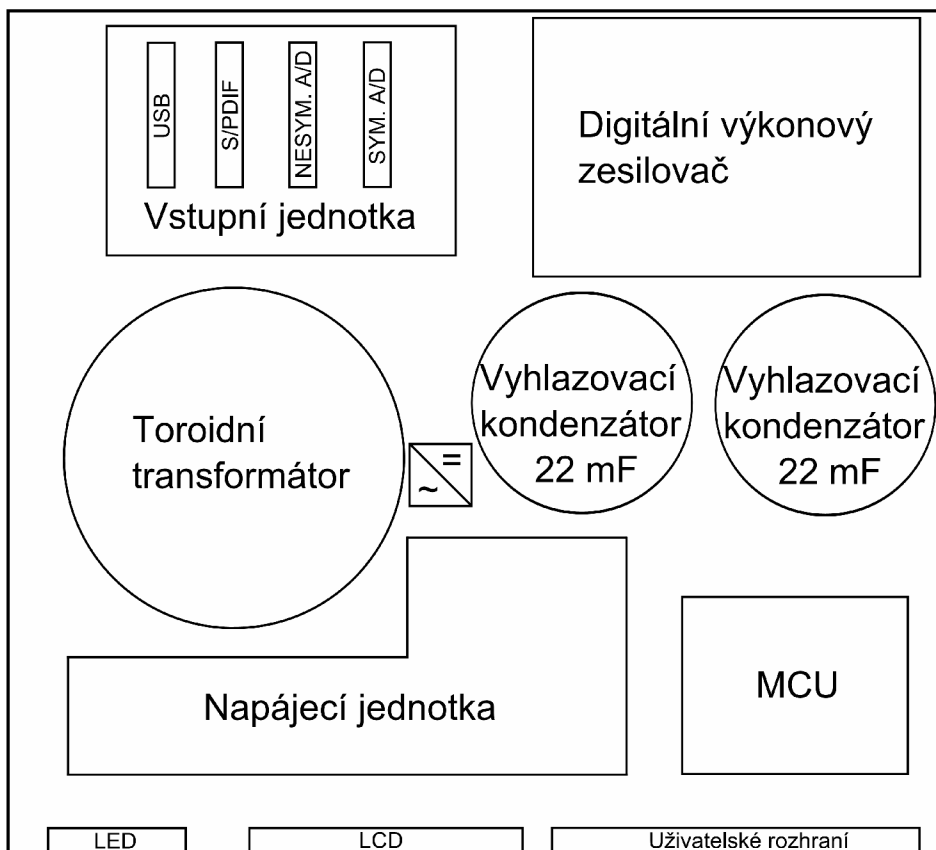 USB
S/PDIF
NESYM. A/D
SYM. A/D
Vstupní jednotka
Digitální výkonový
zesilovač
Toroidní
transformátor
=
~
Vyhlazovací
kondenzátor
22 mF
Vyhlazovací
kondenzátor
22 mF
Napájecí jednotka
MCU
LED
LCD
Uživatelské rozhraní